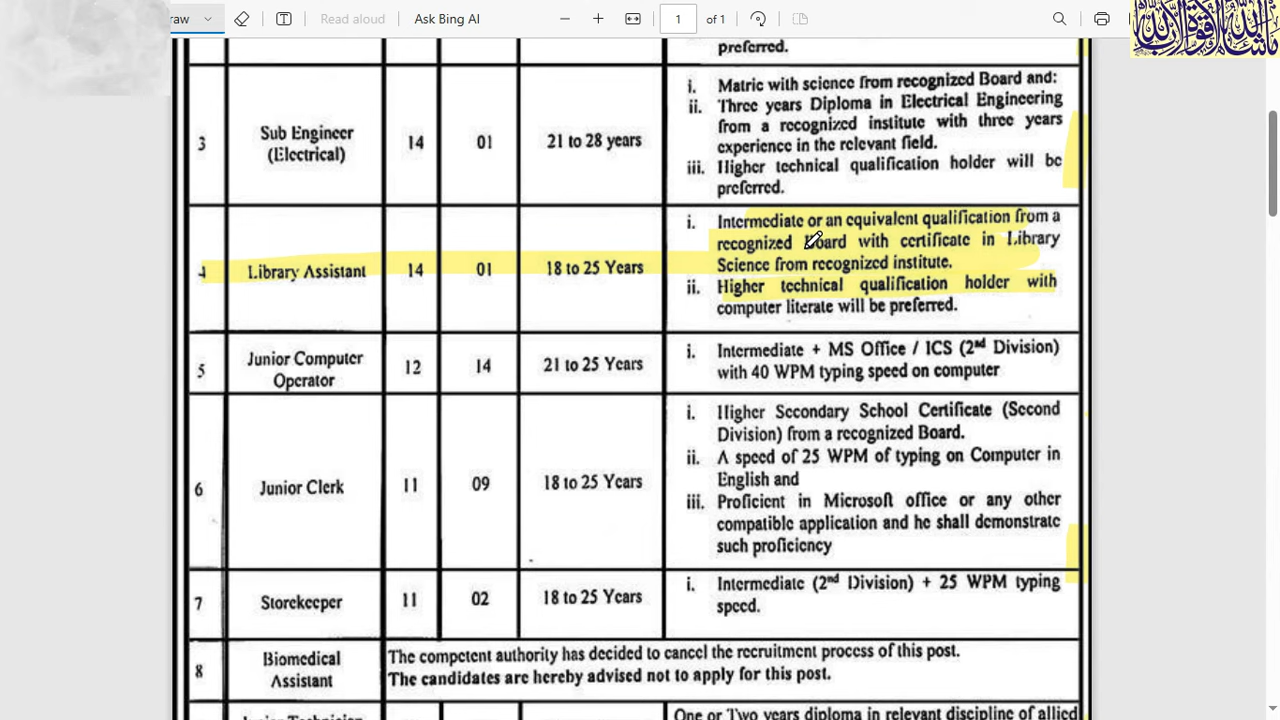 raw
Read aloud
Ask Bing AI
1 of 1
preferred.
3
Sub Engineer
(Electrical)
14
01
21 to 28 years
i. Matric with science from recognized Board and:
ii. Three years Diploma in Electrical Engineering
from a recognized institute with three years
experience in the relevant field.
iii. Higher technical qualification holder will be
preferred.
4
Library Assistant
14
01
18 to 25 Years
i. Intermediate or an equivalent qualification from a
recognized Board with certificate in Library
Science from recognized institute.
ii. Higher technical qualification holder with
computer literate will be preferred.
5
Junior Computer
Operator
12
14
21 to 25 Years
i. Intermediate + MS Office / ICS (2nd Division)
with 40 WPM typing speed on computer
6
Junior Clerk
11
09
18 to 25 Years
i. Higher Secondary School Certificate (Second
Division) from a recognized Board.
ii. A speed of 25 WPM of typing on Computer in
English and
iii. Proficient in Microsoft office or any other
compatible application and he shall demonstrate
such proficiency
7
Storekeeper
11
02
18 to 25 Years
i. Intermediate (2nd Division) + 25 WPM typing
speed.
8
Biomedical
Assistant
The competent authority has decided to cancel the recruitment process of this post.
The candidates are hereby advised not to apply for this post.
Junior Technician
One or Two years diploma in relevant discipline of allied